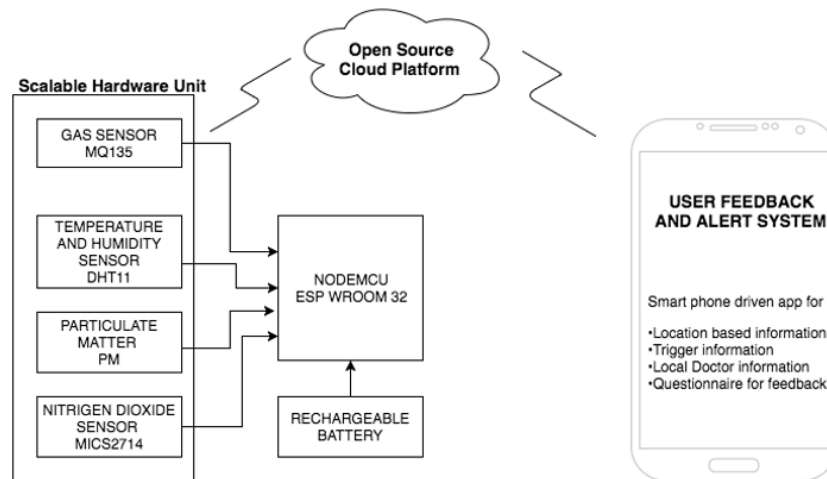 Open Source
Cloud Platform
Scalable Hardware Unit
GAS SENSOR
MQ135
TEMPERATURE
AND HUMIDITY
SENSOR
DHT11
PARTICULATE
MATTER
PM
NITRIGEN DIOXIDE
SENSOR
MICS2714
NODEMCU
ESP WROOM 32
RECHARGEABLE
BATTERY
USER FEEDBACK
AND ALERT SYSTEM
Smart phone driven app for
•Location based information
•Trigger information
•Local Doctor information
•Questionnaire for feedback